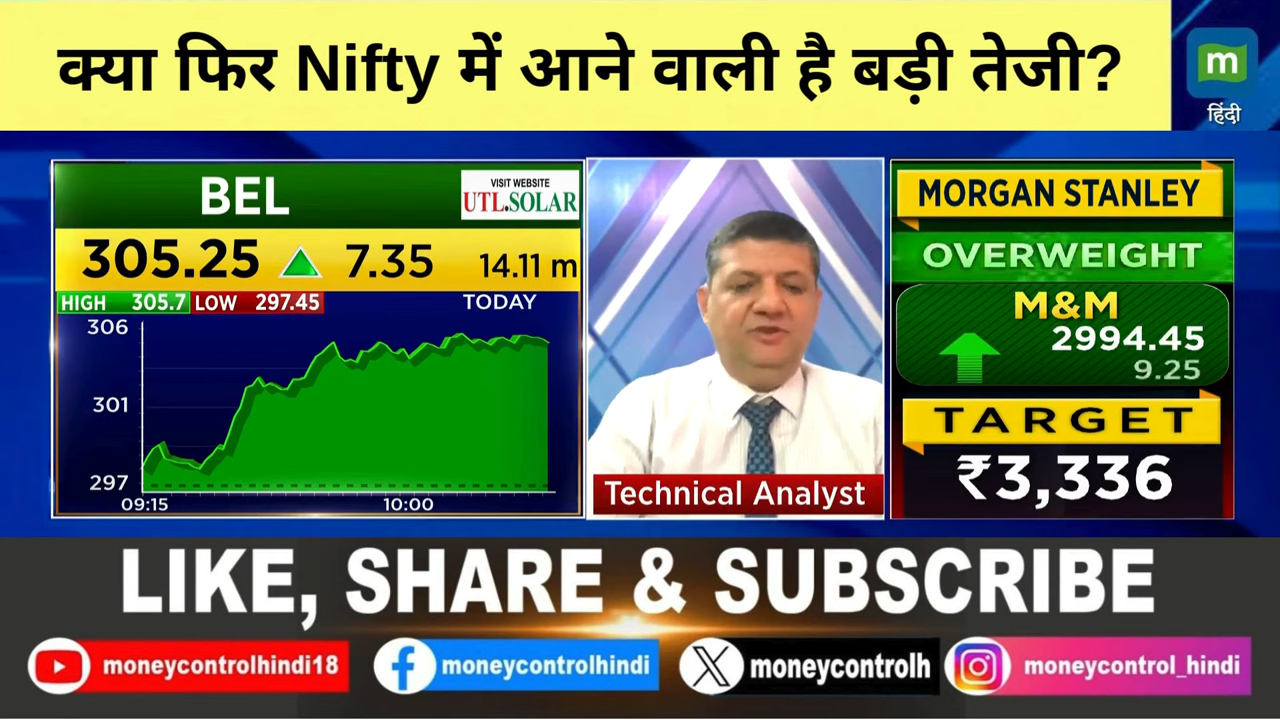 क्या फिर Nifty में आने वाली है बड़ी तेजी?
m
हिंदी
BEL
VISIT WEBSITE
UTL.SOLAR
305.25 7.35 14.11 m
HIGH 305.7 LOW 297.45 TODAY
306
301
297
09:15 10:00
Technical Analyst
MORGAN STANLEY
OVERWEIGHT
M&M
2994.45
9.25
TARGET
₹3,336
LIKE, SHARE & SUBSCRIBE
moneycontrolhindi18 moneycontrolhindi moneycontrolh moneycontrol_hindi